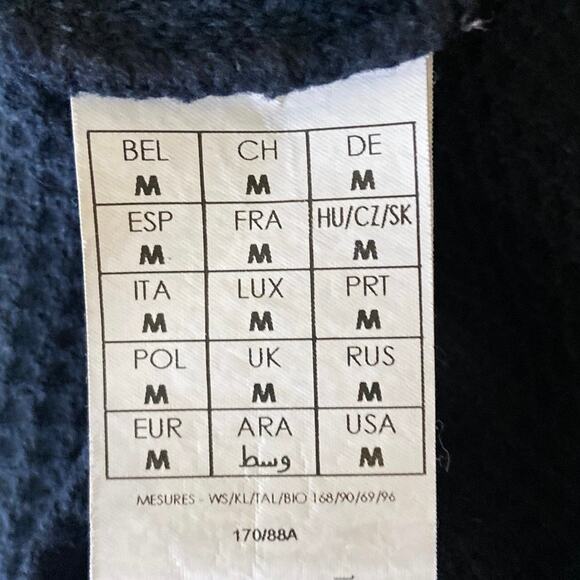 BEL CH DE
M M M
ESP FRA HU/CZ/SK
M M M
ITA LUX PRT
M M M
POL UK RUS
M M M
EUR ARA USA
M وسط M
MESURES - WS/KL/TAL/BIO 168/90/69/96
170/88A